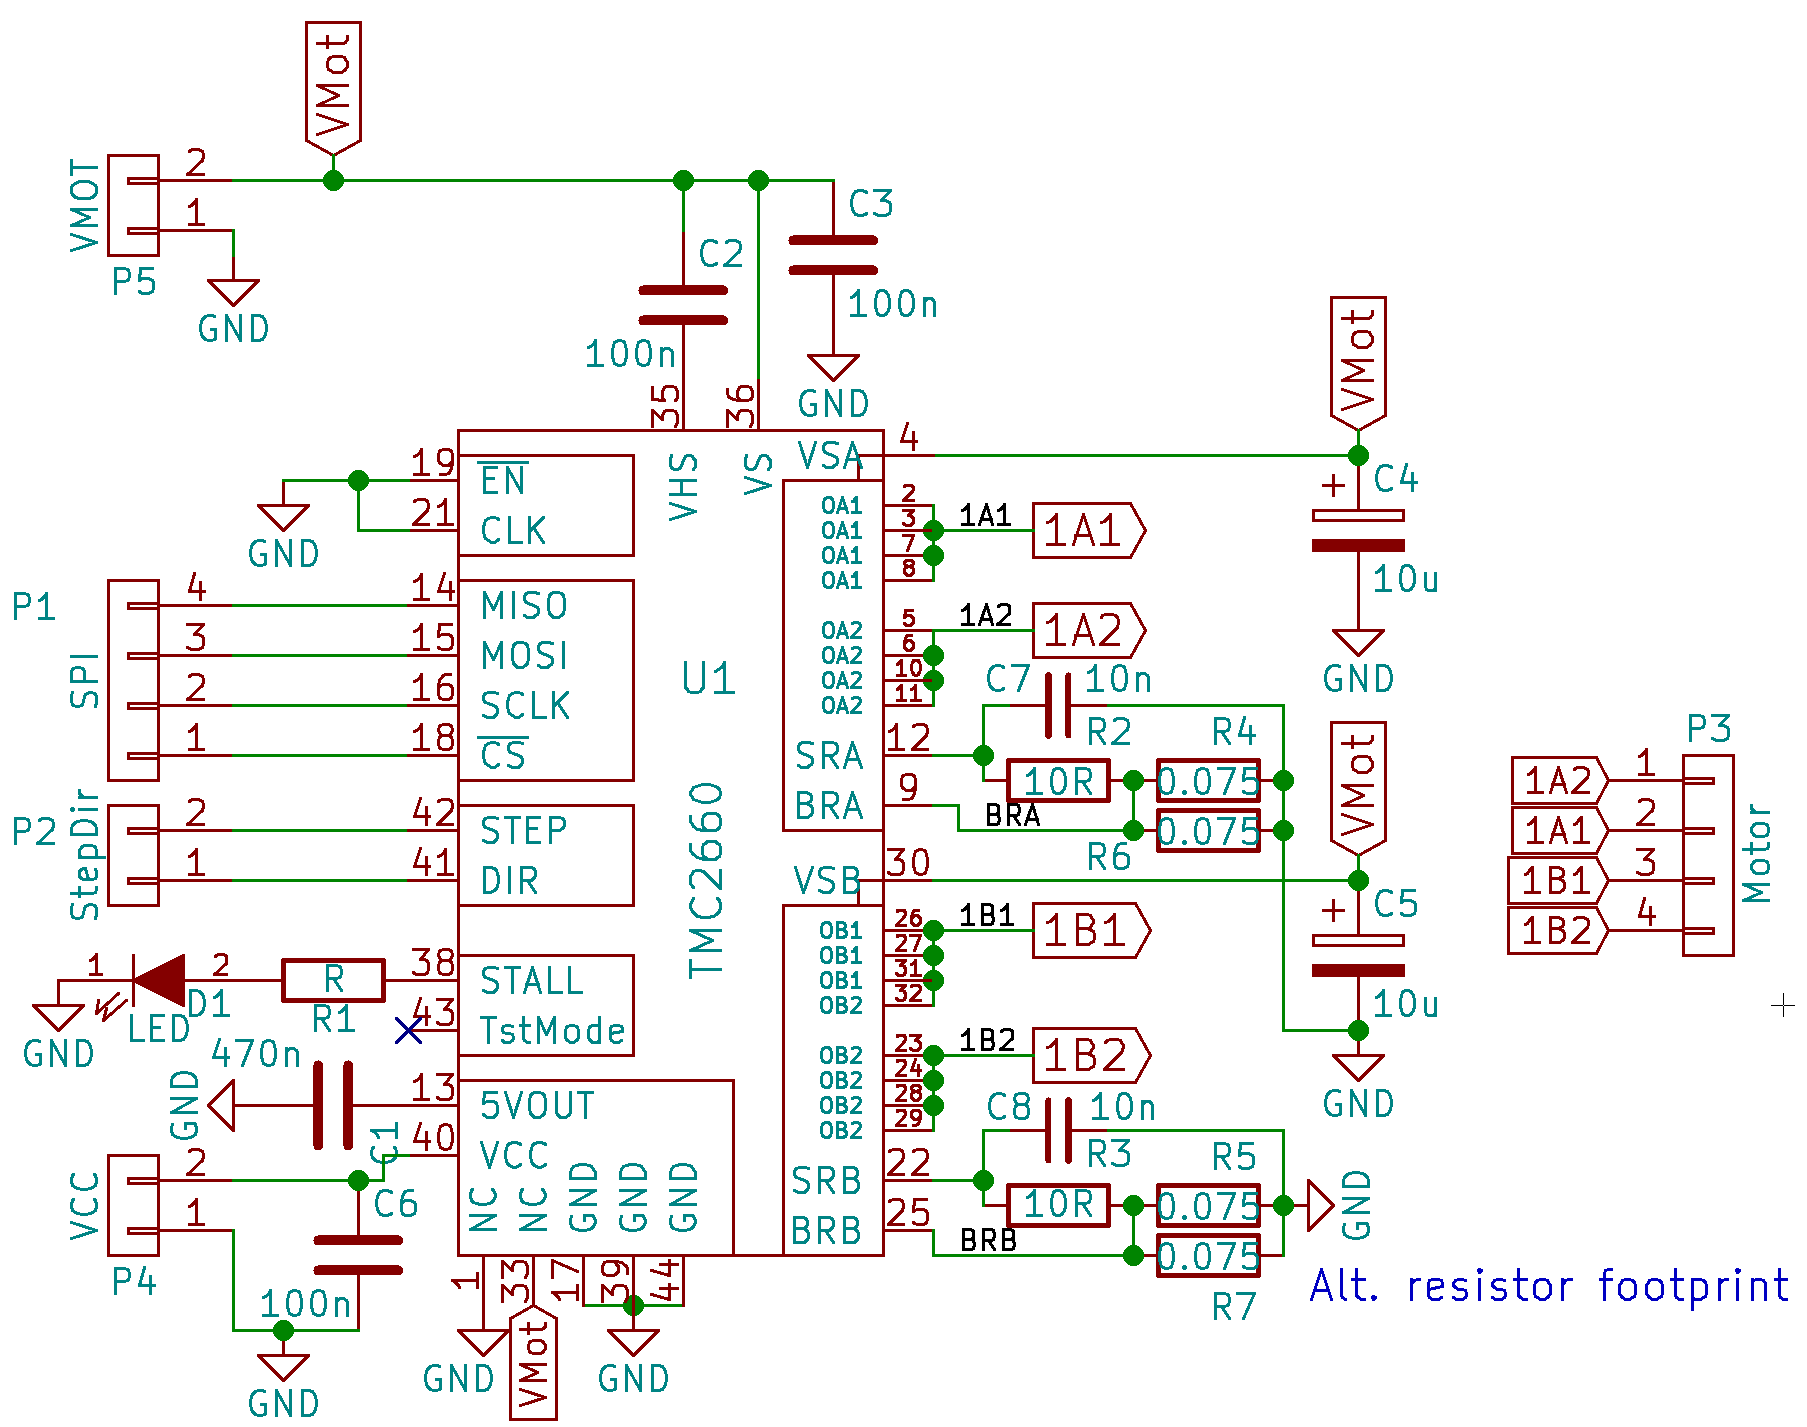 VMot
2
1
VMOT
P5
GND
C3
C2
100n
100n
GND
35
36
VHS
VS
VMot
4
VSA
C4
+
10u
GND
19
EN
21
CLK
GND
P1
SPI
4
3
2
1
14
MISO
15
MOSI
16
SCLK
18
CS
U1
TMC2660
2
OA1
3
OA1
7
OA1
8
OA1
1A1
1A1
5
OA2
6
OA2
10
OA2
11
OA2
1A2
1A2
C7
10n
R2
R4
12
SRA
10R
0.075
9
BRA
BRA
0.075
R6
P2
StepDir
2
1
42
STEP
41
DIR
VMot
30
VSB
C5
+
10u
GND
P3
1A2
1
1A1
2
1B1
3
1B2
4
Motor
26
OB1
27
OB1
31
OB1
32
OB2
1B1
1B1
23
OB2
24
OB2
28
OB2
29
OB2
1B2
1B2
1
2
D1
LED
GND
R
R1
38
STALL
43
TstMode
470n
GND
C1
13
5VOUT
40
VCC
VCC
2
1
P4
C6
100n
GND
NC
NC
GND
GND
GND
1
33
17
39
44
GND
VMot
GND
C8
10n
R3
R5
22
SRB
10R
0.075
GND
25
BRB
BRB
0.075
R7
Alt. resistor footprint